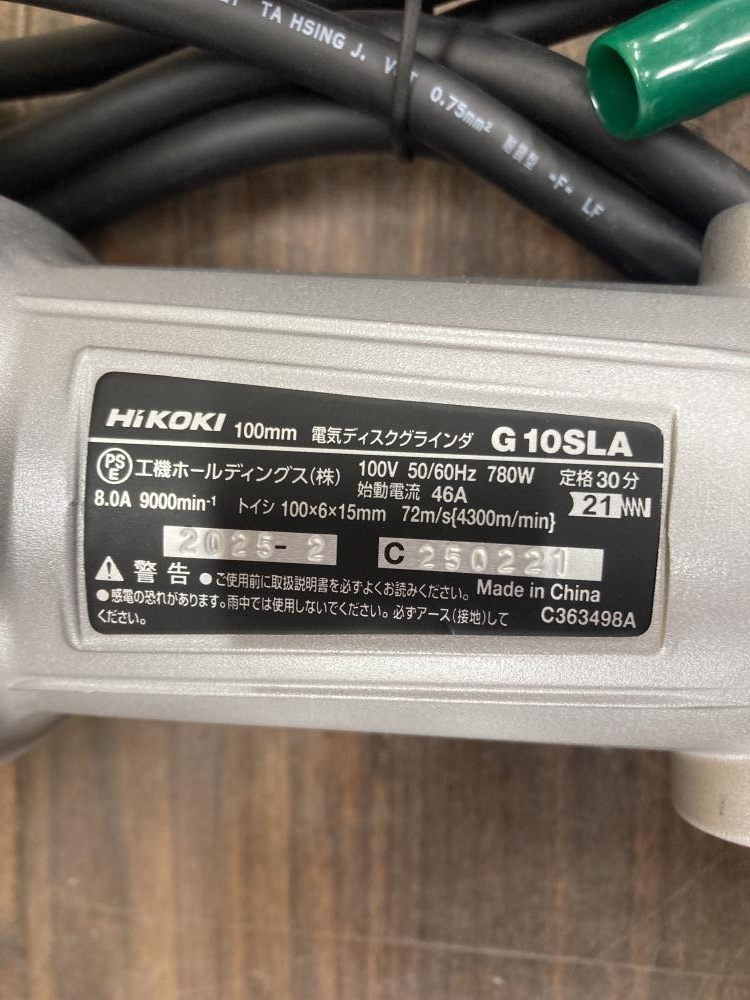 TA HSING J. VCT 0.75mm² 耐震型 -F- LF
HiKOKI 100mm 電気ディスクグラインダ G 10SLA
PS E 工機ホールディングス(株) 100V 50/60Hz 780W 定格30分
始動電流 46A
8.0A 9000min⁻¹ トイシ 100×6×15mm 72m/s{4300m/min} 21
2025-2 C 250221
警告 ●ご使用前に取扱説明書を必ずよくお読みください。 Made in China
●感電の恐れがあります。雨中では使用しないでください。必ずアース(接地)して C363498A
ください。